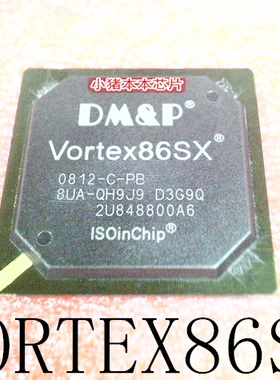 小猪本本芯片
DM&P®
Vortex86SX®
0812-C-PB
8UA-QH9J9 D3G9Q
2U848800A6
ISOinChip®
ORTEX86S